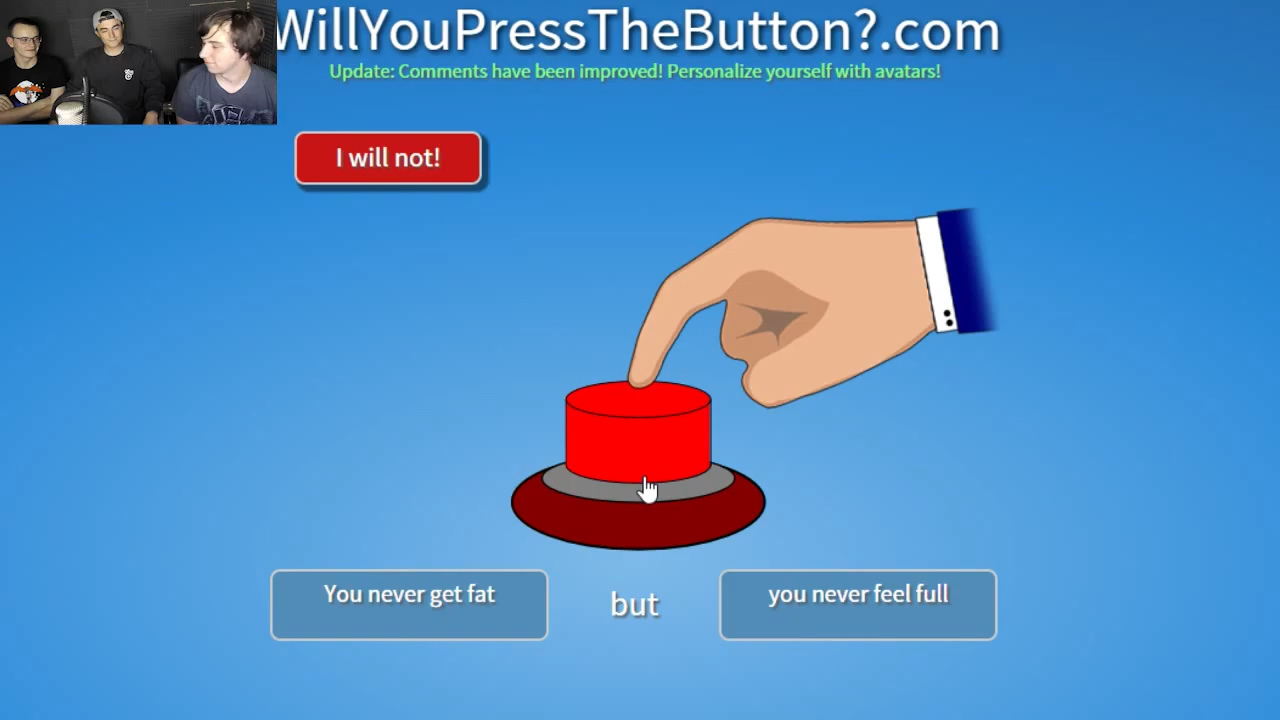 WillYouPressTheButton?.com
Update: Comments have been improved! Personalize yourself with avatars!
I will not!
You never get fat
but
you never feel full